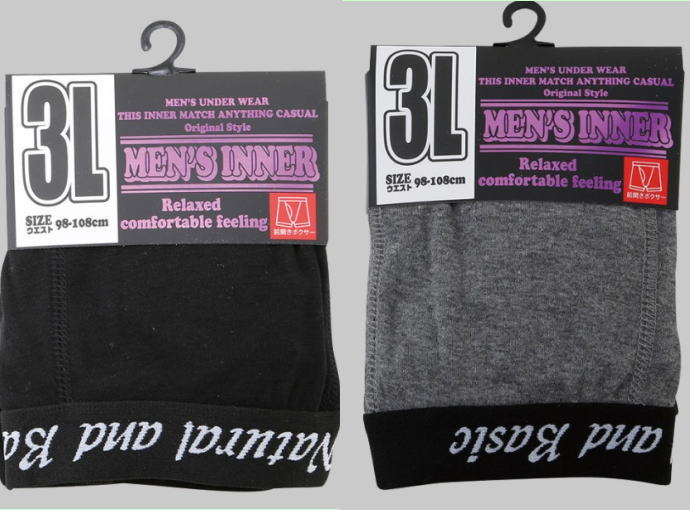 3L
SIZE
ウエスト 98-108cm
MEN'S UNDER WEAR
THIS INNER MATCH ANYTHING CASUAL
Original Style
MEN'S INNER
Relaxed
comfortable feeling
前開きボクサー
Natural and Ba
3L
SIZE
ウエスト 98-108cm
MEN'S UNDER WEAR
THIS INNER MATCH ANYTHING CASUAL
Original Style
MEN'S INNER
Relaxed
comfortable feeling
前開きボクサー
and Basic